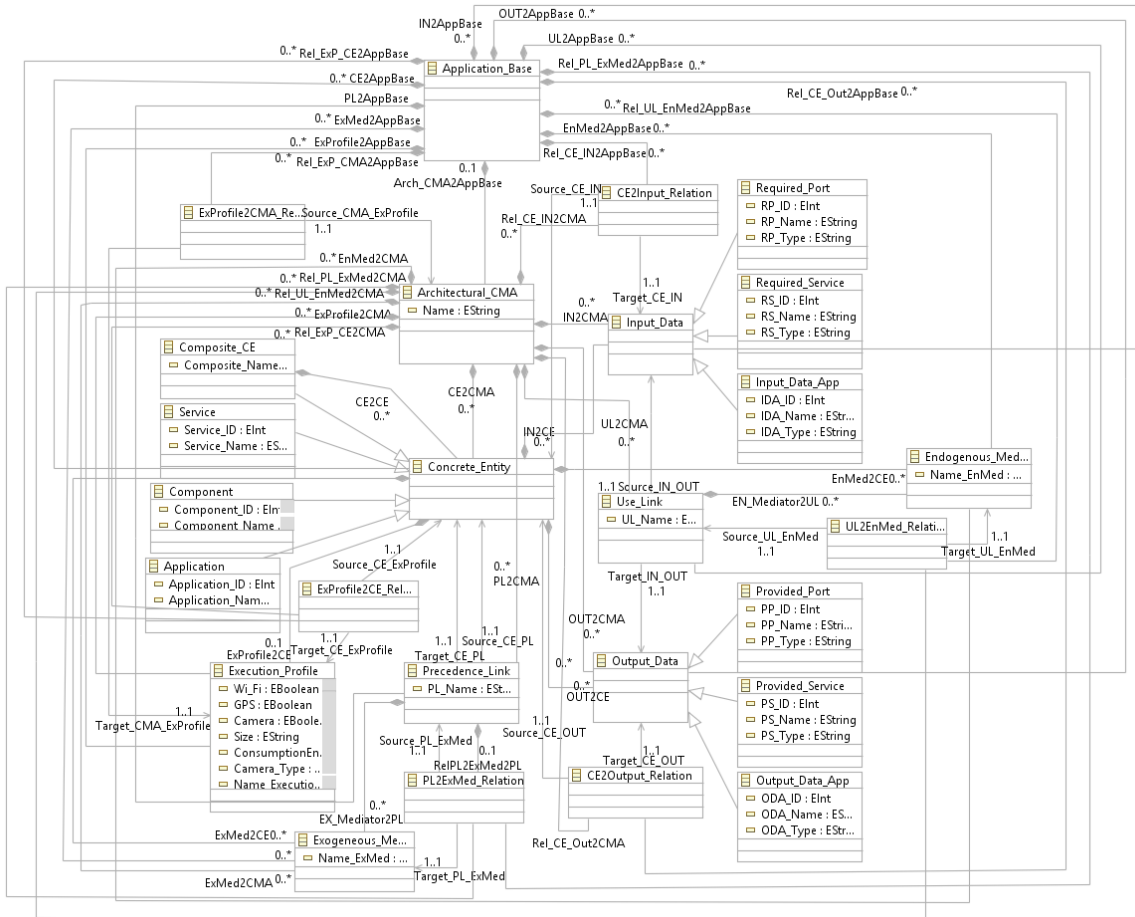 IN2AppBase
0..*
OUT2AppBase 0..*
UL2AppBase 0..*
0..* Rel_ExP_CE2AppBase
Rel_PL_ExMed2AppBase 0..*
Application_Base
0..* CE2AppBase
Rel_CE_Out2AppBase 0..*
PL2AppBase
Rel_UL_EnMed2AppBase
0..*
0..* ExMed2AppBase
EnMed2AppBase 0..*
0..* ExProfile2AppBase
Rel_CE_IN2AppBase 0..*
0..* Rel_ExP_CMA2AppBase
0..1
Arch_CMA2AppBase
Source_CE_IN
1..1
CE2Input_Relation
Required_Port
RP_ID : EInt
RP_Name : EString
RP_Type : EString
ExProfile2CMA_Re...
Source_CMA_ExProfile
1..1
Rel_CE_IN2CMA
0..*
0..* EnMed2CMA
0..* Rel_PL_ExMed2CMA
0..* Rel_UL_EnMed2CMA
0..* ExProfile2CMA
0..* Rel_ExP_CE2CMA
Architectural_CMA
Name : EString
1..1
Target_CE_IN
0..*
IN2CMA
Input_Data
Required_Service
RS_ID : EInt
RS_Name : EString
RS_Type : EString
Composite_CE
Composite_Name...
Input_Data_App
IDA_ID : EInt
IDA_Name : EStr...
IDA_Type : EString
CE2CE
0..*
CE2CMA
0..*
Service
Service_ID : EInt
Service_Name : ES...
IN2CE
0..*
UL2CMA
0..*
Concrete_Entity
Endogenous_Med...
Name_EnMed : ...
EnMed2CE 0..*
Component
Component_ID : EIn
Component_Name
1..1 Source_IN_OUT
Use_Link
UL_Name : E...
EN_Mediator2UL 0..*
UL2EnMed_Relati...
Source_UL_EnMed
1..1
1..1
Target_UL_EnMed
1..1
Source_CE_ExProfile
Application
Application_ID : EInt
Application_Nam...
0..*
PL2CMA
Target_IN_OUT
1..1
ExProfile2CE_Rel...
Provided_Port
PP_ID : EInt
PP_Name : EStri...
PP_Type : EString
OUT2CMA
0..*
0..1
ExProfile2CE
1..1
Target_CE_ExProfile
1..1
Target_CE_PL
1..1
Source_CE_PL
Execution_Profile
Wi_Fi : EBoolean
GPS : EBoolean
Camera : EBoole.
Size : EString
ConsumptionEn.
Camera_Type : ..
Name_Executio..
Precedence_Link
PL_Name : ESt...
0..*
0..*
OUT2CE
Output_Data
Provided_Service
PS_ID : EInt
PS_Name : EString
PS_Type : EString
1..1
Target_CMA_ExProfile
1..1
Source_CE_OUT
Source_PL_ExMed
1..1
0..1
RelPL2ExMed2PL
1..1
Target_CE_OUT
PL2ExMed_Relation
CE2Output_Relation
Output_Data_App
ODA_ID : EInt
ODA_Name : ES...
ODA_Type : EStr...
0..*
EX_Mediator2PL
ExMed2CE 0..*
Exogeneous_Me...
Name_ExMed : ...
0..*
Rel_CE_Out2CMA
1..1
Target_PL_ExMed
ExMed2CMA 0..*